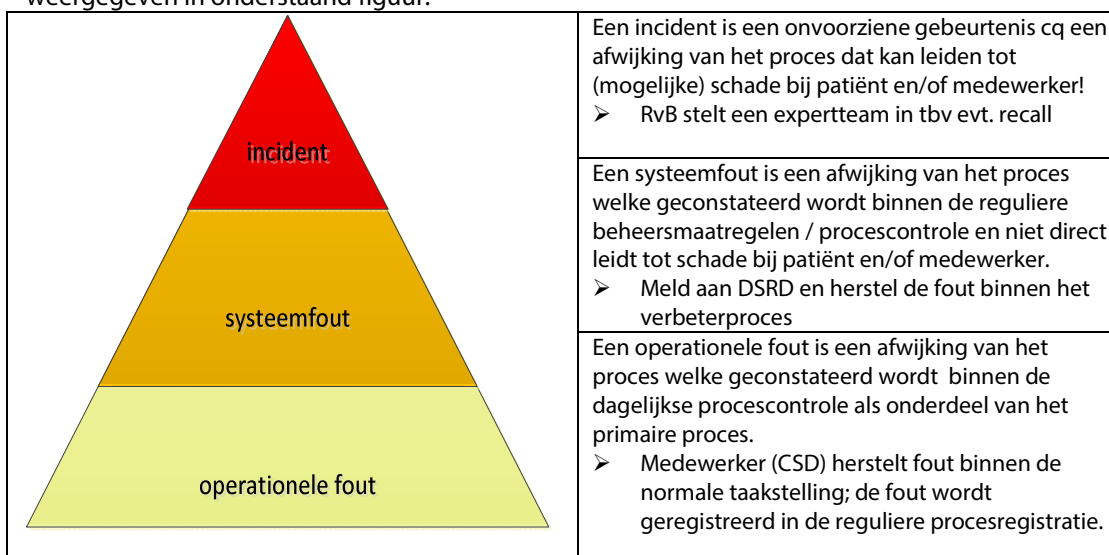 weergegeven in onderstaand figuur:
incident
Een incident is een onvoorziene gebeurtenis cq een
afwijking van het proces dat kan leiden tot
(mogelijke) schade bij patiënt en/of medewerker!
➢ RvB stelt een expertteam in tbv evt. recall
systeemfout
Een systeemfout is een afwijking van het proces
welke geconstateerd wordt binnen de reguliere
beheersmaatregelen / procescontrole en niet direct
leidt tot schade bij patiënt en/of medewerker.
➢ Meld aan DSRD en herstel de fout binnen het
verbeterproces
operationele fout
Een operationele fout is een afwijking van het
proces welke geconstateerd wordt binnen de
dagelijkse procescontrole als onderdeel van het
primaire proces.
➢ Medewerker (CSD) herstelt fout binnen de
normale taakstelling; de fout wordt
geregistreerd in de reguliere procesregistratie.